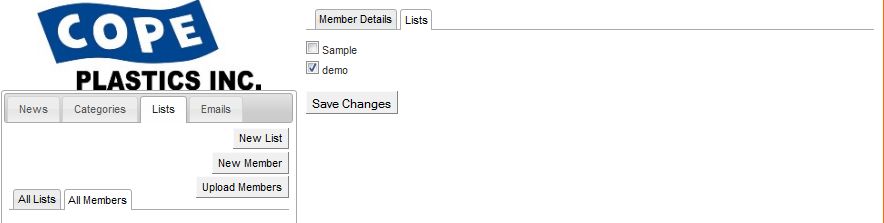 COPE
PLASTICS INC.
News Categories Lists Emails
New List
New Member
Upload Members
All Lists All Members
Member Details Lists
Sample
demo
Save Changes